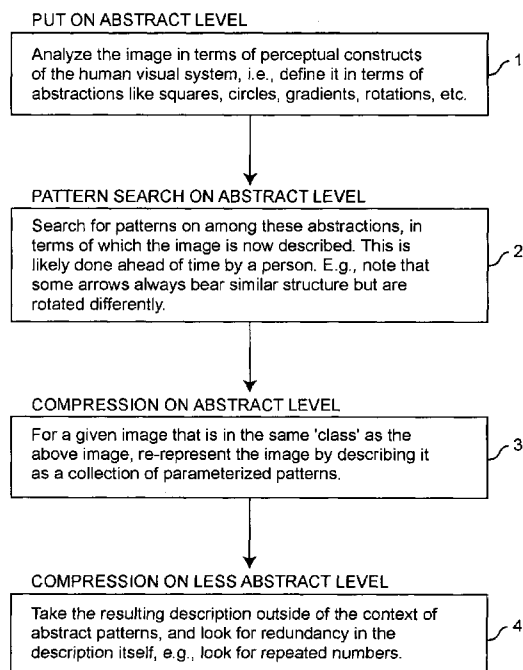 PUT ON ABSTRACT LEVEL
Analyze the image in terms of perceptual constructs
of the human visual system, i.e., define it in terms of
abstractions like squares, circles, gradients, rotations, etc.
1
PATTERN SEARCH ON ABSTRACT LEVEL
Search for patterns on among these abstractions, in
terms of which the image is now described. This is
likely done ahead of time by a person. E.g., note that
some arrows always bear similar structure but are
rotated differently.
2
COMPRESSION ON ABSTRACT LEVEL
For a given image that is in the same 'class' as the
above image, re-represent the image by describing it
as a collection of parameterized patterns.
3
COMPRESSION ON LESS ABSTRACT LEVEL
Take the resulting description outside of the context of
abstract patterns, and look for redundancy in the
description itself, e.g., look for repeated numbers.
4